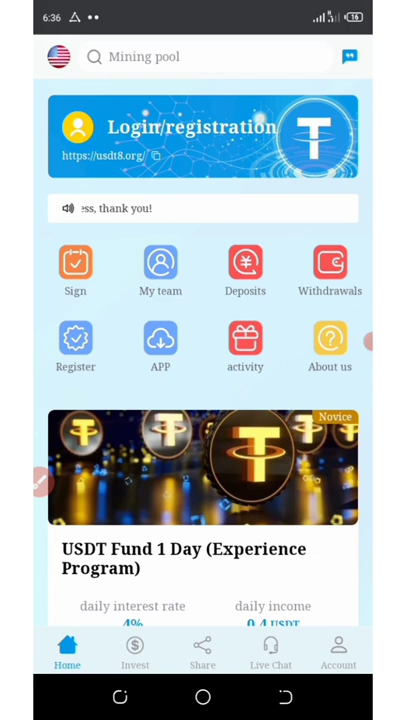 6:36
16
Mining pool
Login/registration
https://usdt8.org/
ess, thank you!
Sign
My team
Deposits
Withdrawals
Register
APP
activity
About us
Novice
USDT Fund 1 Day (Experience
Program)
daily interest rate
daily income
4%
0.4 USDT
Home
Invest
Share
Live Chat
Account